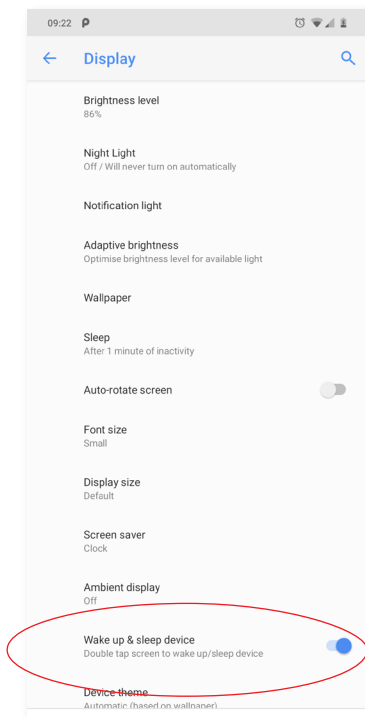 09:22
Display
Brightness level
86%
Night Light
Off / Will never turn on automatically
Notification light
Adaptive brightness
Optimise brightness level for available light
Wallpaper
Sleep
After 1 minute of inactivity
Auto-rotate screen
Font size
Small
Display size
Default
Screen saver
Clock
Ambient display
Off
Wake up & sleep device
Double tap screen to wake up/sleep device
Device theme
Automatic (based on wallpaper)